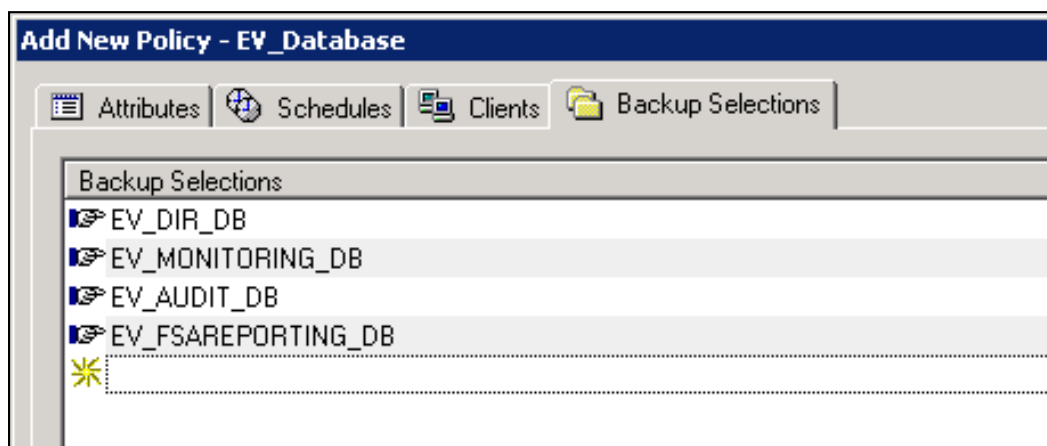 Add New Policy - EV_Database
Attributes Schedules Clients Backup Selections
Backup Selections
EV_DIR_DB
EV_MONITORING_DB
EV_AUDIT_DB
EV_FSAREPORTING_DB